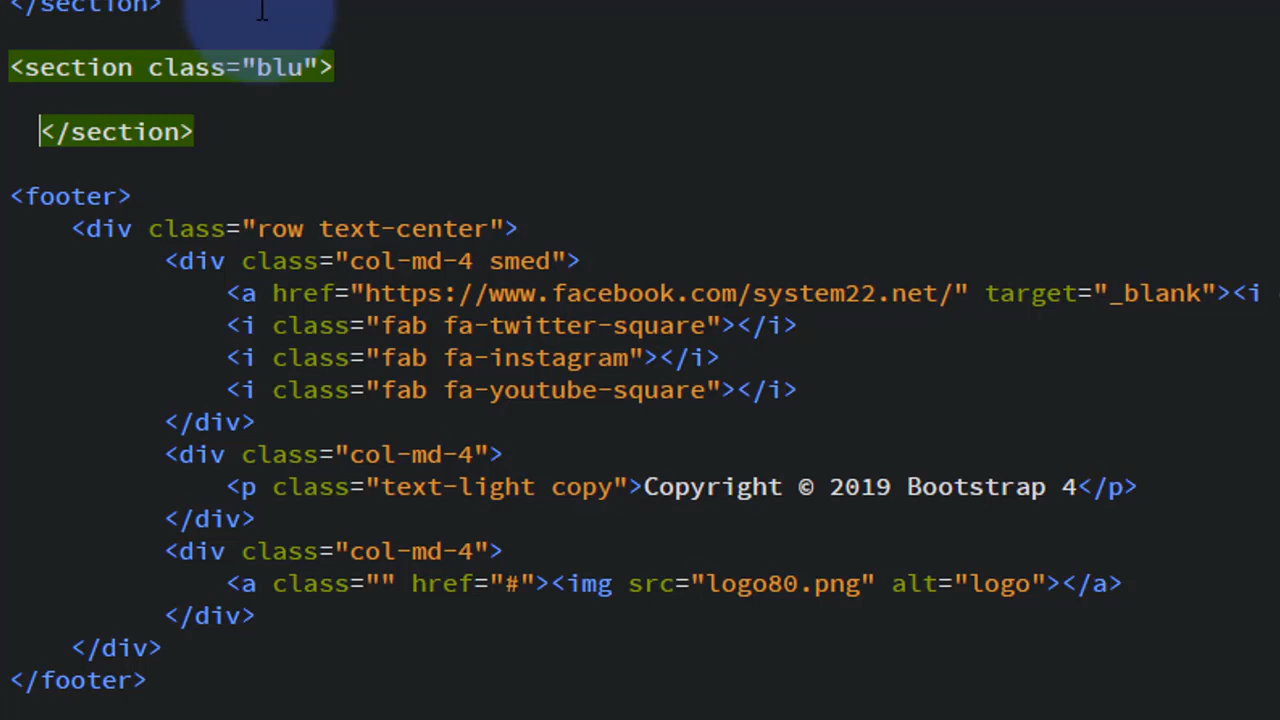 </section>
<section class="blu">
</section>
<footer>
<div class="row text-center">
<div class="col-md-4 smed">
<a href="https://www.facebook.com/system22.net/" target="_blank"><i
<i class="fab fa-twitter-square"></i>
<i class="fab fa-instagram"></i>
<i class="fab fa-youtube-square"></i>
</div>
<div class="col-md-4">
<p class="text-light copy">Copyright © 2019 Bootstrap 4</p>
</div>
<div class="col-md-4">
<a class="" href="#"><img src="logo80.png" alt="logo"></a>
</div>
</div>
</footer>